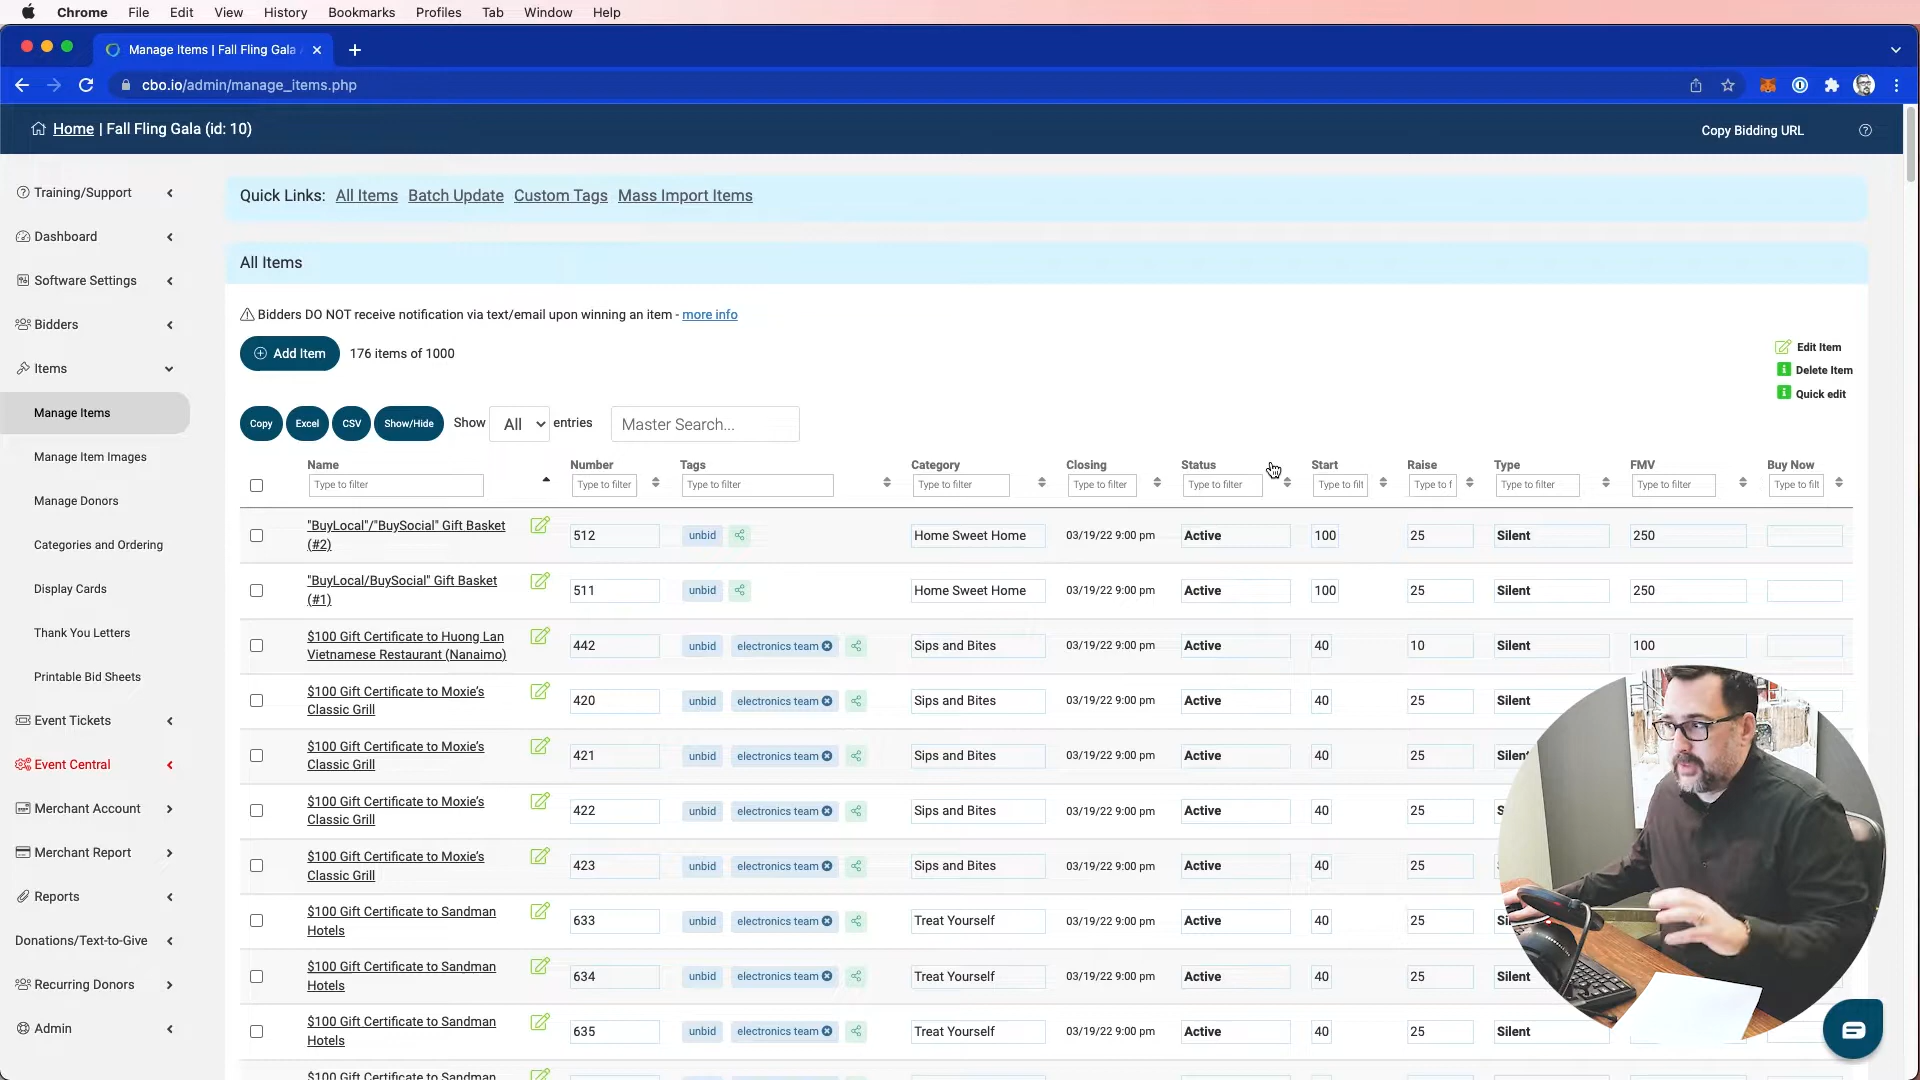 Chrome File Edit View History Bookmarks Profiles Tab Window Help
Manage Items | Fall Fling Gala
cbo.io/admin/manage_items.php
Home | Fall Fling Gala (id: 10)
Copy Bidding URL
Training/Support
Dashboard
Software Settings
Bidders
Items
Manage Items
Manage Item Images
Manage Donors
Categories and Ordering
Display Cards
Thank You Letters
Printable Bid Sheets
Event Tickets
Event Central
Merchant Account
Merchant Report
Reports
Donations/Text-to-Give
Recurring Donors
Admin
Quick Links: All Items Batch Update Custom Tags Mass Import Items
All Items
Bidders DO NOT receive notification via text/email upon winning an item - more info
Add Item 176 items of 1000
Edit Item
Delete Item
Quick edit
Copy Excel CSV Show/Hide Show All entries Master Search...
Name Number Tags Category Closing Status Start Raise Type FMV Buy Now
Type to filter Type to filter Type to filter Type to filter Type to filter Type to filter Type to filt Type to f Type to filter Type to filter Type to filt
"BuyLocal"/"BuySocial" Gift Basket
(#2)
512 unbid Home Sweet Home 03/19/22 9:00 pm Active 100 25 Silent 250
"BuyLocal/BuySocial" Gift Basket
(#1)
511 unbid Home Sweet Home 03/19/22 9:00 pm Active 100 25 Silent 250
$100 Gift Certificate to Huong Lan
Vietnamese Restaurant (Nanaimo)
442 unbid electronics team Sips and Bites 03/19/22 9:00 pm Active 40 10 Silent 100
$100 Gift Certificate to Moxie's
Classic Grill
420 unbid electronics team Sips and Bites 03/19/22 9:00 pm Active 40 25 Silent
$100 Gift Certificate to Moxie's
Classic Grill
421 unbid electronics team Sips and Bites 03/19/22 9:00 pm Active 40 25 Silent
$100 Gift Certificate to Moxie's
Classic Grill
422 unbid electronics team Sips and Bites 03/19/22 9:00 pm Active 40 25
$100 Gift Certificate to Moxie's
Classic Grill
423 unbid electronics team Sips and Bites 03/19/22 9:00 pm Active 40 25
$100 Gift Certificate to Sandman
Hotels
633 unbid electronics team Treat Yourself 03/19/22 9:00 pm Active 40 25
$100 Gift Certificate to Sandman
Hotels
634 unbid electronics team Treat Yourself 03/19/22 9:00 pm Active 40 25 Silent
$100 Gift Certificate to Sandman
Hotels
635 unbid electronics team Treat Yourself 03/19/22 9:00 pm Active 40 25 Silent
$100 Gift Certificate to Sandman